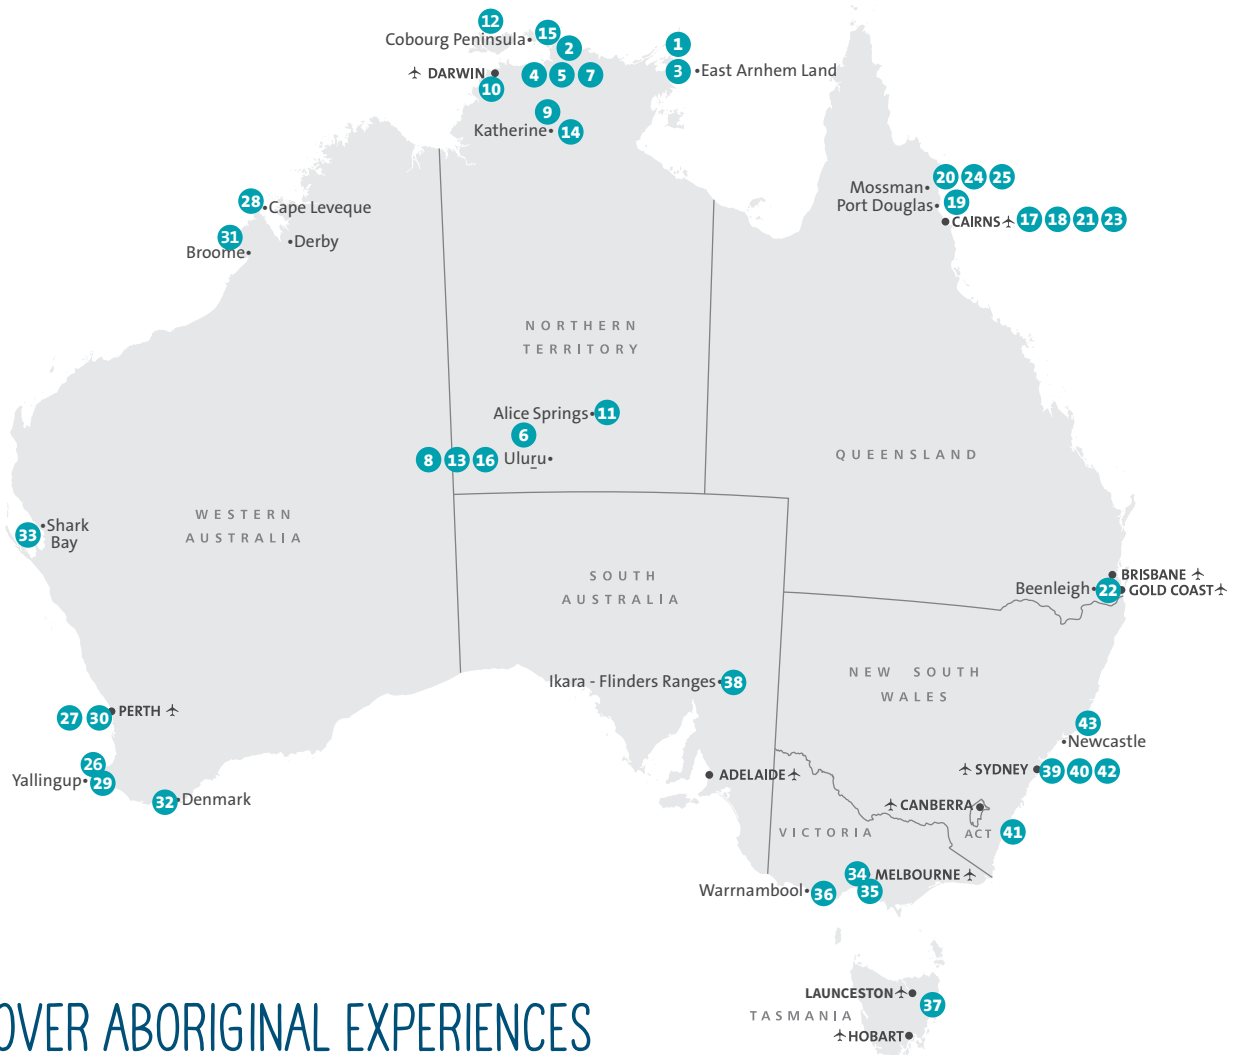 12
Cobourg Peninsula
15
2
1
DARWIN
4 5 7
3
East Arnhem Land
10
9
Katherine
14
20 24 25
Mossman
28
Cape Leveque
Port Douglas
19
CAIRNS
17 18 21 23
31
Derby
Broome
NORTHERN
TERRITORY
Alice Springs
11
6
8 13 16
Uluṟu
QUEENSLAND
WESTERN
AUSTRALIA
33
Shark
Bay
SOUTH
AUSTRALIA
BRISBANE
Beenleigh
22
GOLD COAST
Ikara - Flinders Ranges
38
NEW SOUTH
WALES
27 30
PERTH
43
Newcastle
26
Yallingup
29
32
Denmark
ADELAIDE
SYDNEY
39 40 42
CANBERRA
VICTORIA
ACT
41
34
MELBOURNE
Warrnambool
36
35
LAUNCESTON
37
TASMANIA
HOBART
OVER ABORIGINAL EXPERIENCES